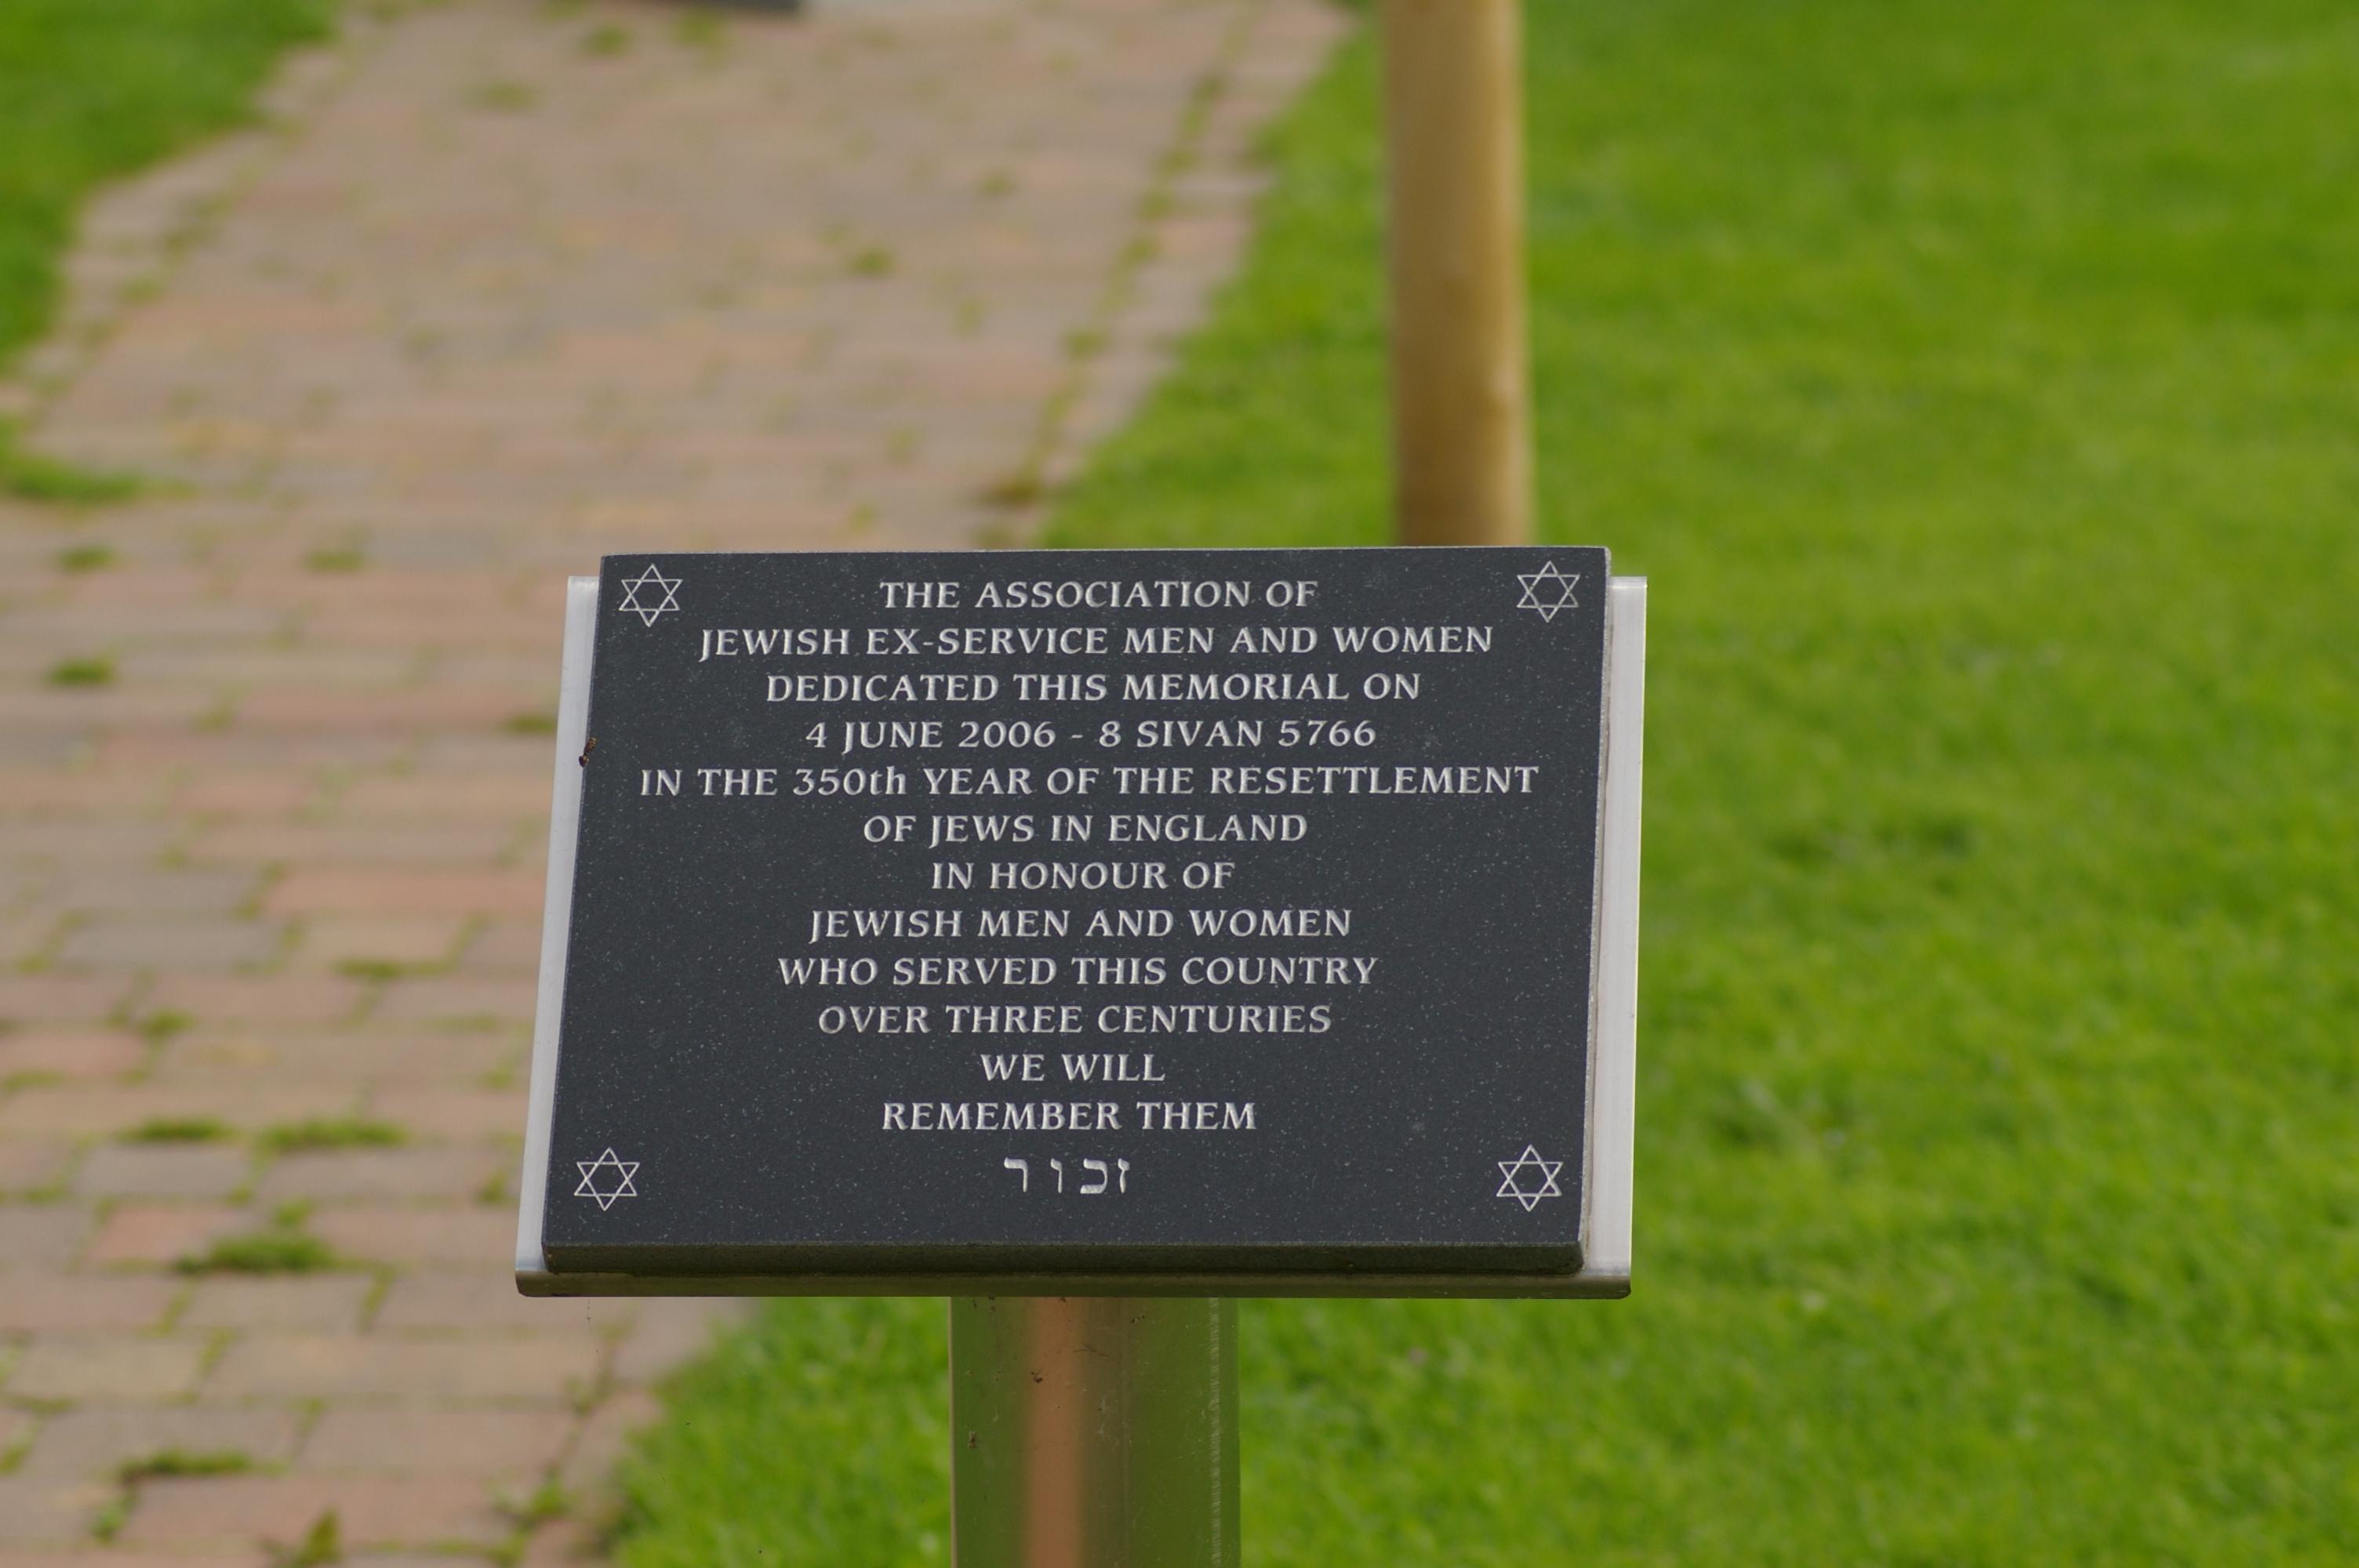 THE ASSOCIATION OF
JEWISH EX-SERVICE MEN AND WOMEN
DEDICATED THIS MEMORIAL ON
4 JUNE 2006 - 8 SIVAN 5766
IN THE 350th YEAR OF THE RESETTLEMENT
OF JEWS IN ENGLAND
IN HONOUR OF
JEWISH MEN AND WOMEN
WHO SERVED THIS COUNTRY
OVER THREE CENTURIES
WE WILL
REMEMBER THEM
זכור